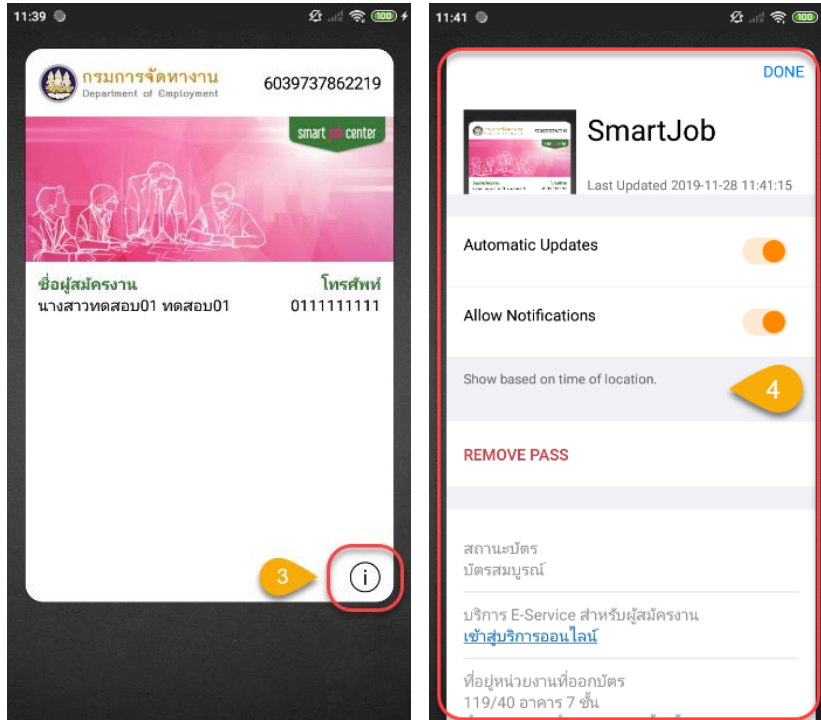 11:39
100
กรมการจัดหางาน
Department of Employment
6039737862219
smart job center
ชื่อผู้สมัครงาน
โทรศัพท์
นางสาวทดสอบ01 ทดสอบ01
0111111111
3
i
11:41
100
DONE
SmartJob
Last Updated 2019-11-28 11:41:15
Automatic Updates
Allow Notifications
Show based on time of location.
4
REMOVE PASS
สถานะบัตร
บัตรสมบูรณ์
บริการ E-Service สำหรับผู้สมัครงาน
เข้าสู่บริการออนไลน์
ที่อยู่หน่วยงานที่ออกบัตร
119/40 อาคาร 7 ชั้น